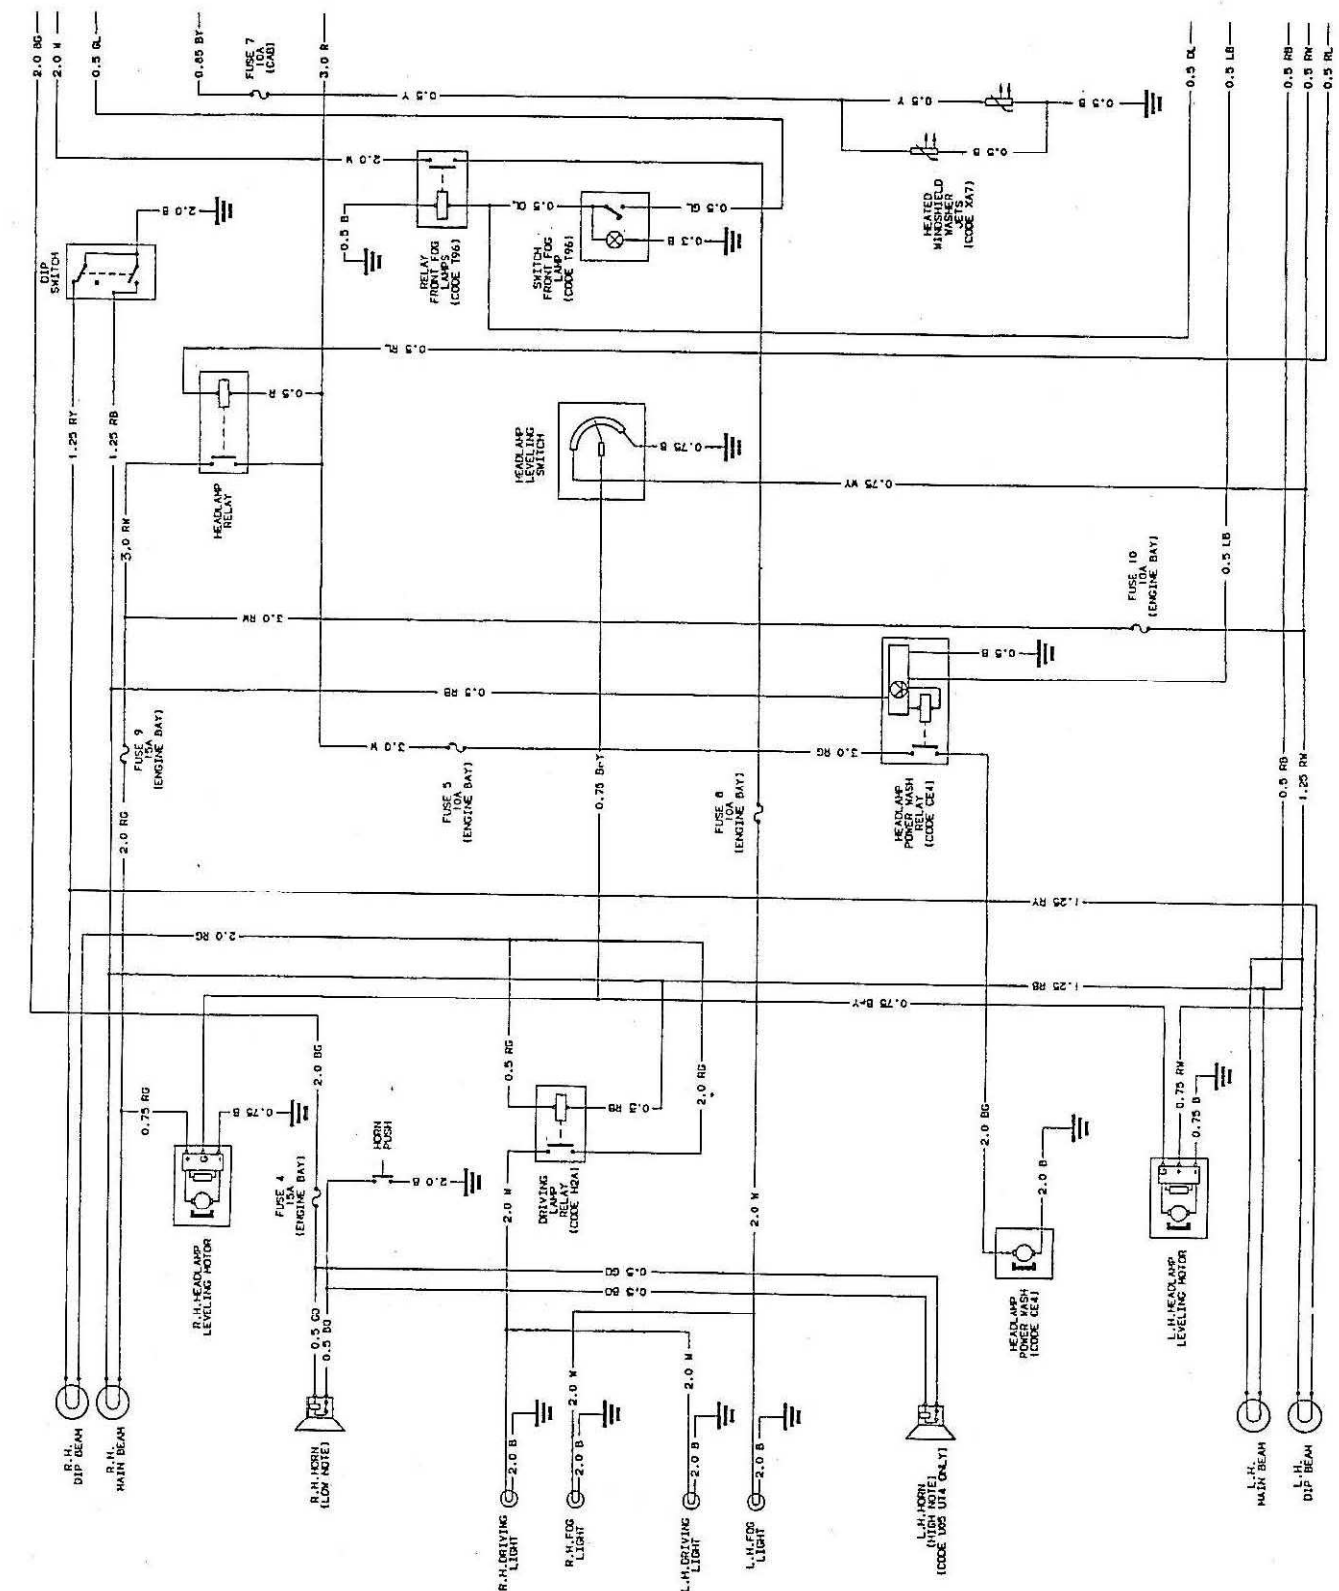 2.0 BG
2.0 W
0.5 GL
0.85 BY
FUSE 7
10A
(CAB)
3.0 R
0.5 DL
0.5 LB
0.5 RB
0.5 RW
0.5 RL
0.5 Y
0.5 Y
0.5 B
0.5 B
HEATED
WINDSHIELD
WASHER
JETS
(CODE XA7)
2.0 W
2.0 B
DIP
SWITCH
0.5 B
RELAY
FRONT FOG
LAMPS
(CODE T96)
0.5 OL
0.5 GL
0.3 B
SWITCH
FRONT FOG
LAMP
(CODE T96)
0.5 RL
0.5 R
HEADLAMP
RELAY
1.25 RY
1.25 RB
3.0 RW
HEADLAMP
LEVELING
SWITCH
0.75 B
0.75 WY
0.5 LB
FUSE 10
10A
(ENGINE BAY)
3.0 RW
0.5 B
0.5 RB
FUSE 9
15A
(ENGINE BAY)
3.0 W
FUSE 5
10A
(ENGINE BAY)
0.75 BrY
FUSE 8
10A
(ENGINE BAY)
3.0 RG
HEADLAMP
POWER WASH
RELAY
(CODE CE4)
0.5 RB
1.25 RW
2.0 RG
1.25 RY
2.0 RG
1.25 RB
0.75 BrY
2.0 BG
0.5 RG
0.5 RB
2.0 RG
0.75 RG
0.75 B
R.H.HEADLAMP
LEVELING MOTOR
FUSE 4
15A
(ENGINE BAY)
HORN
PUSH
2.0 B
2.0 W
DRIVING
LAMP
RELAY
(CODE H2A)
2.0 W
2.0 BG
2.0 B
HEADLAMP
POWER WASH
(CODE CE4)
0.75 RW
0.75 B
L.H.HEADLAMP
LEVELING MOTOR
0.5 GO
0.5 BO
0.5 GO
0.5 BO
R.H.
DIP BEAM
R.H.
MAIN BEAM
R.H.HORN
(LOW NOTE)
2.0 B
R.H.DRIVING
LIGHT
2.0 W
2.0 B
R.H.FOG
LIGHT
2.0 W
2.0 B
L.H.DRIVING
LIGHT
2.0 B
L.H.FOG
LIGHT
L.H.HORN
(HIGH NOTE)
(CODE U05 U14 ONLY)
L.H.
MAIN BEAM
L.H.
DIP BEAM